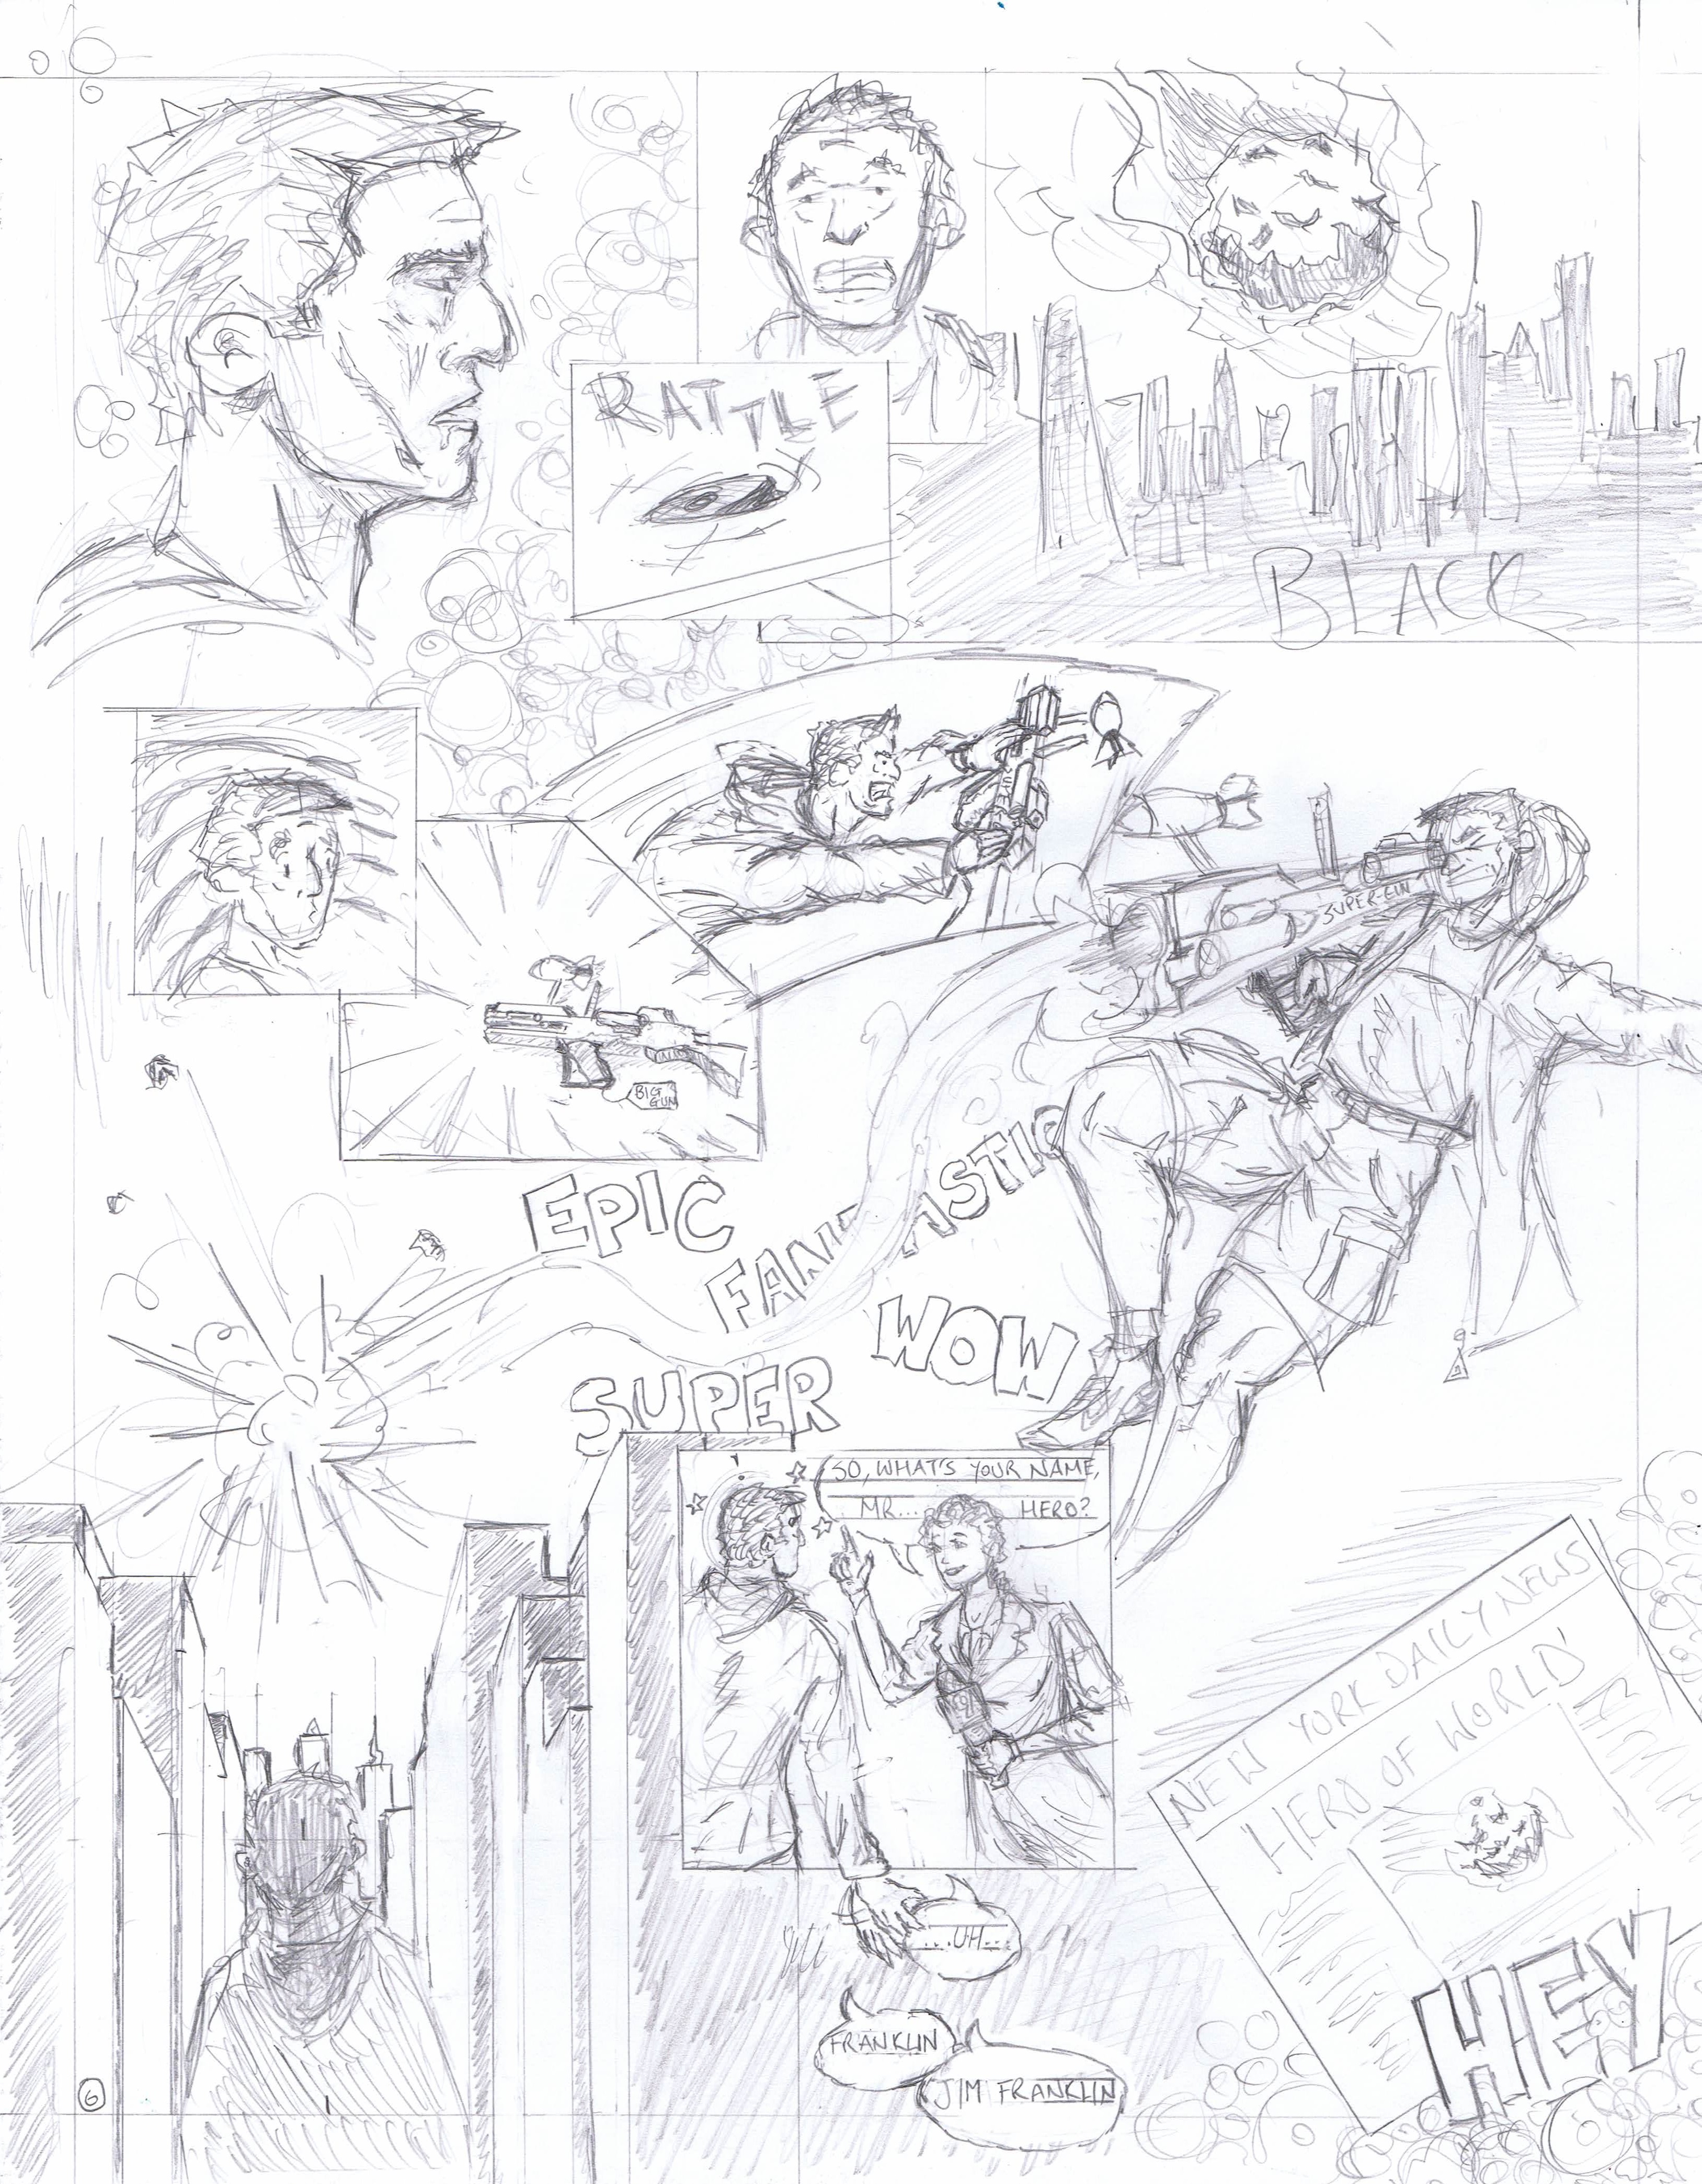 RATTLE
BLACK
BIG
GUN
SUPER-GUN
EPIC
FANTASTIC
WOW
SUPER
SO, WHAT'S YOUR NAME,
MR... HERO?
NEW YORK DAILY NEWS
'HERO OF WORLD'
...UH...
FRANKLIN
JIM FRANKLIN
HEY
6